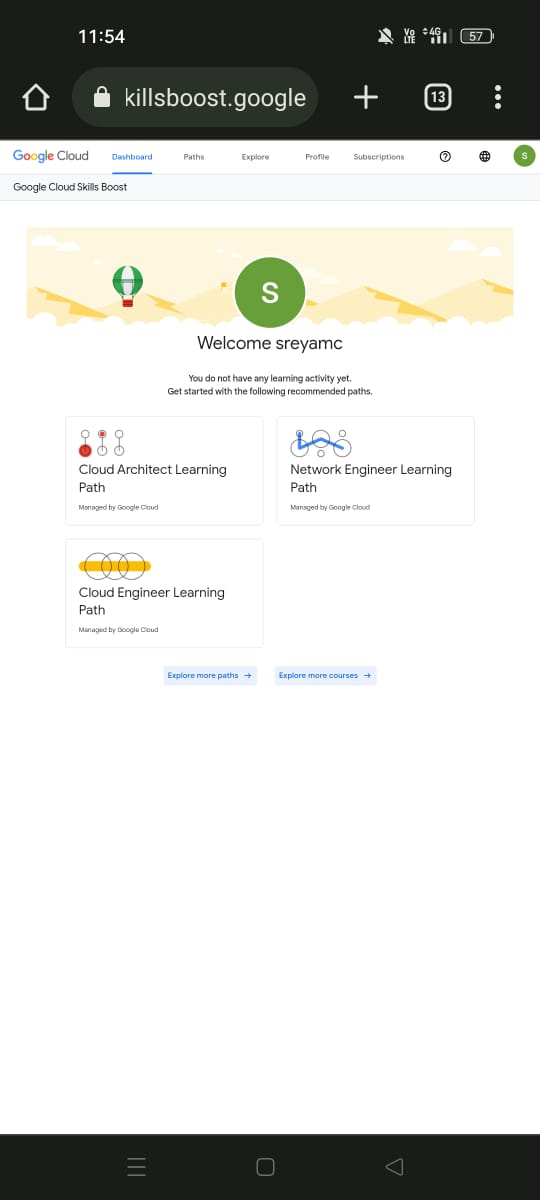 11:54
Vo LTE 4G 57
killsboost.google
13
Google Cloud
Dashboard
Paths
Explore
Profile
Subscriptions
S
Google Cloud Skills Boost
S
Welcome sreyamc
You do not have any learning activity yet.
Get started with the following recommended paths.
Cloud Architect Learning
Path
Managed by Google Cloud
Network Engineer Learning
Path
Managed by Google Cloud
Cloud Engineer Learning
Path
Managed by Google Cloud
Explore more paths →
Explore more courses →